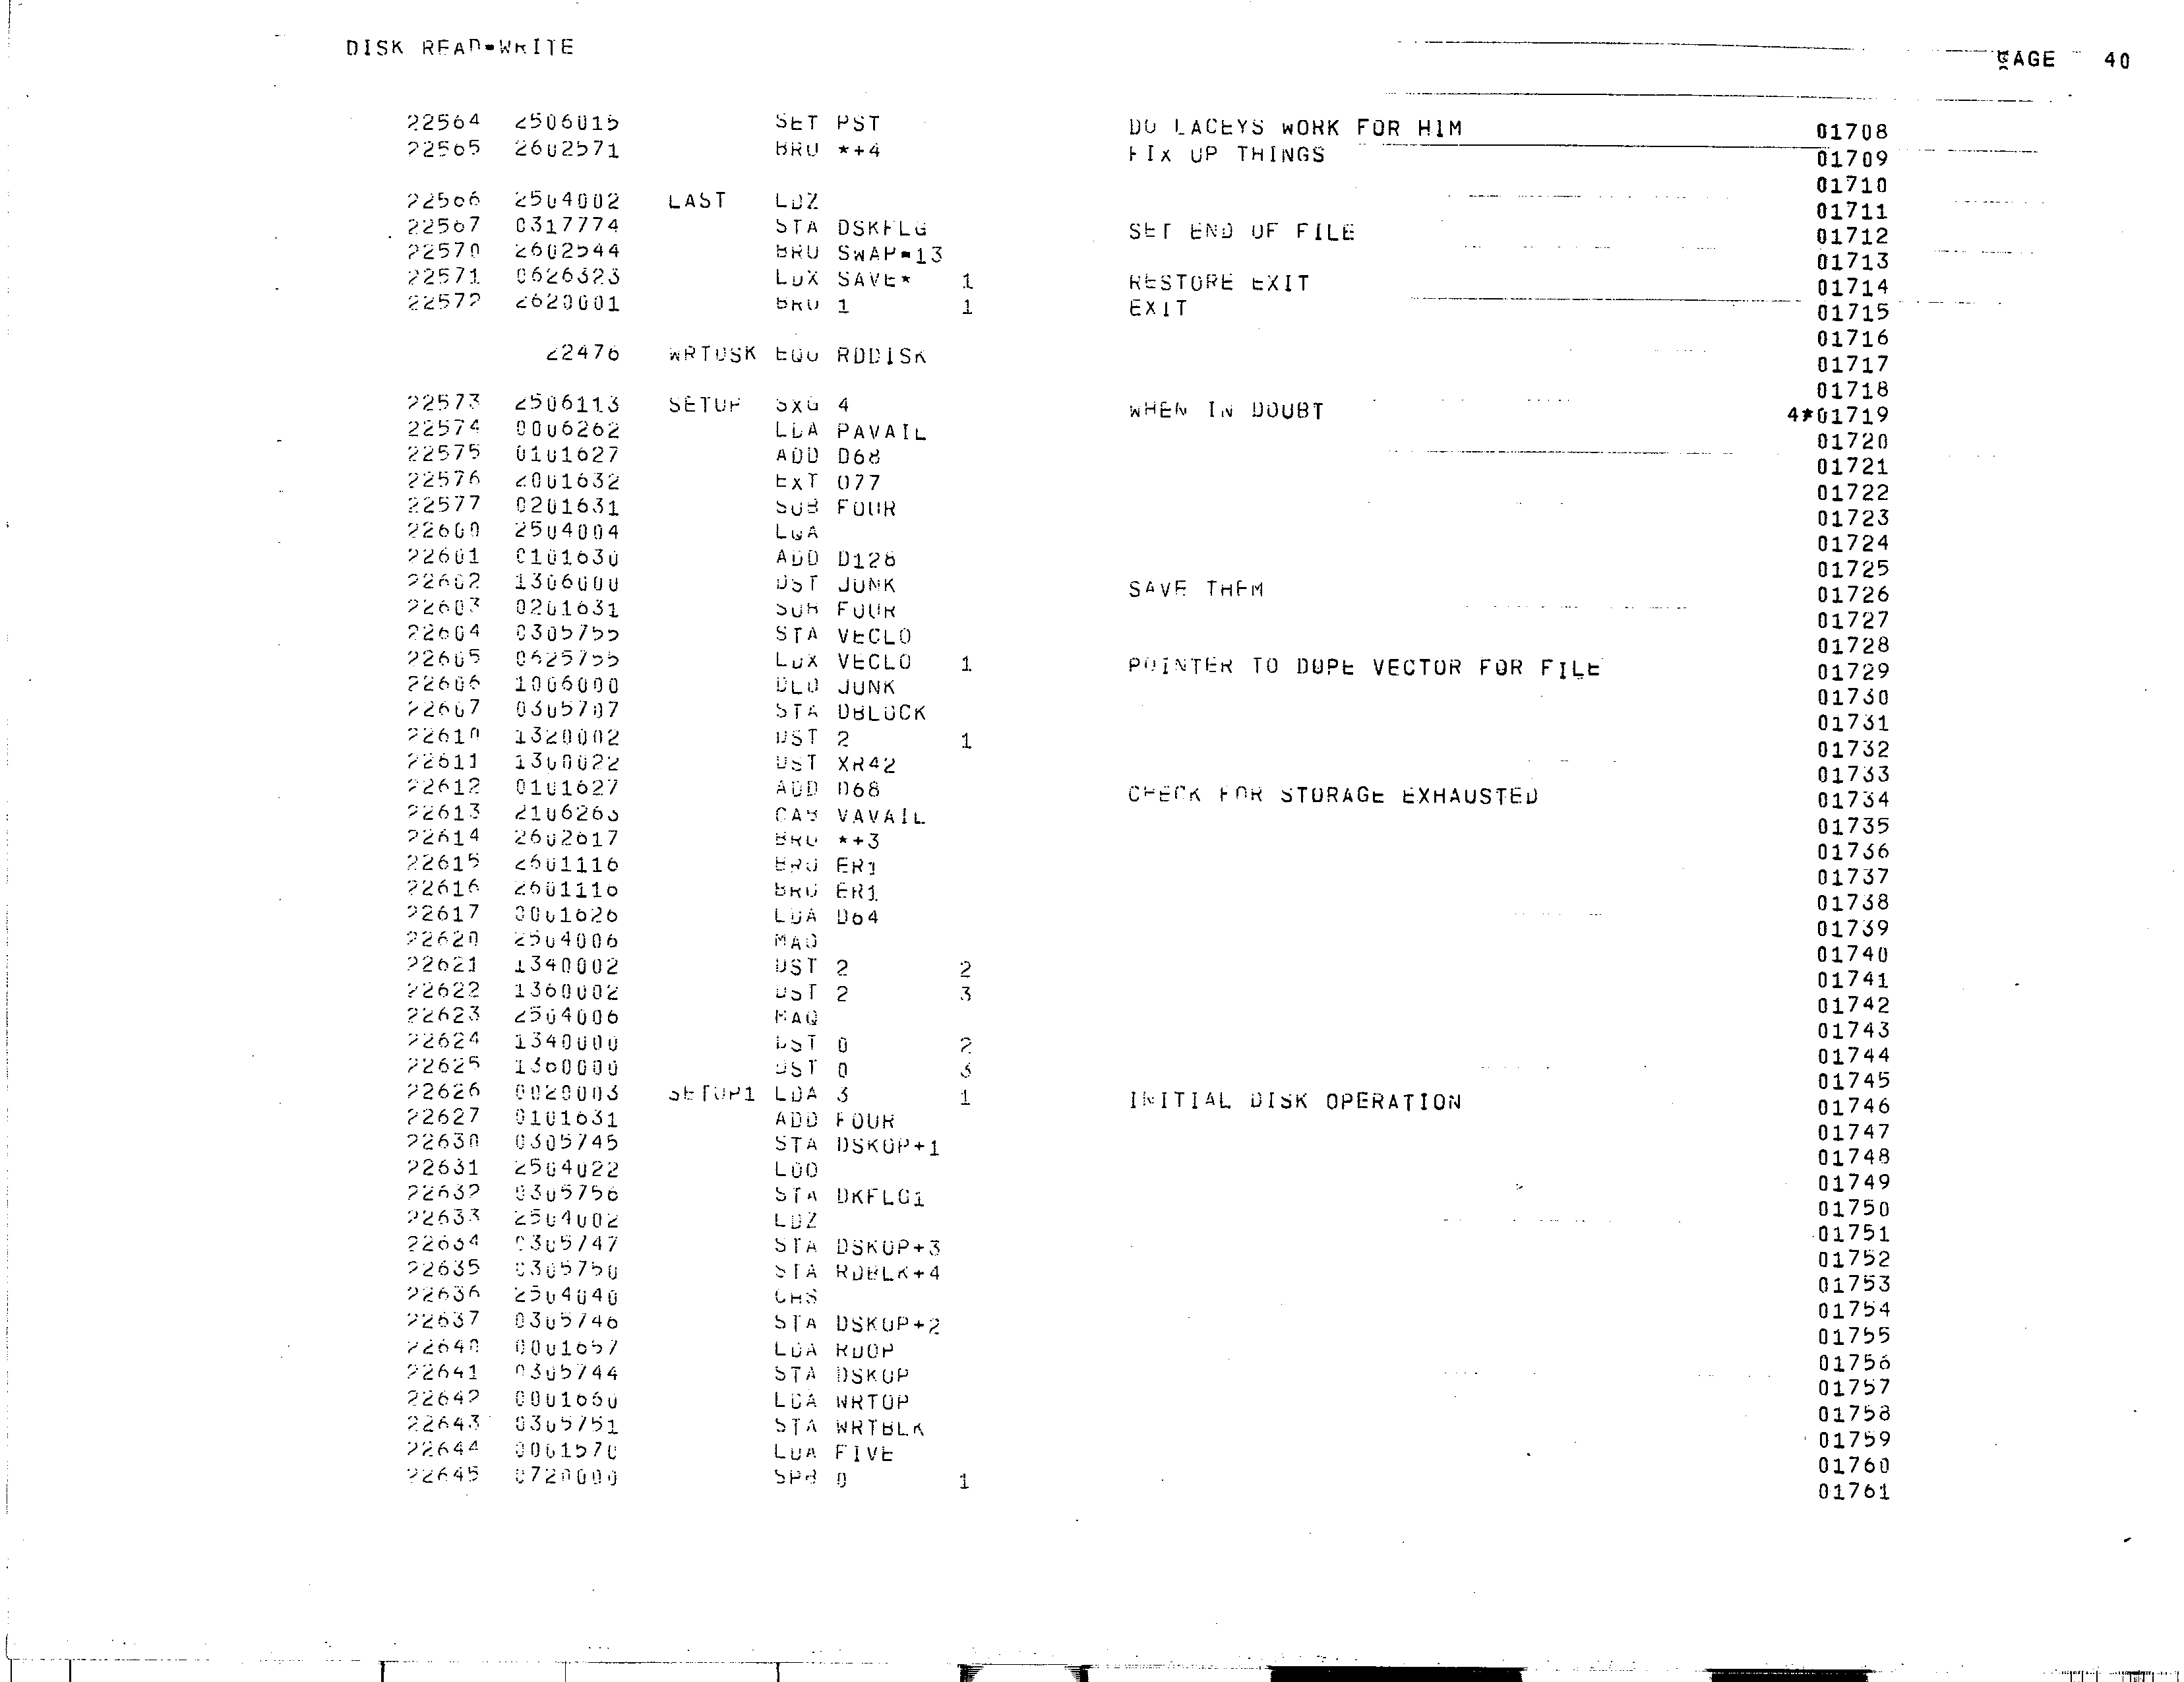 DISK READ-WRITE PAGE 40
22564 2506015 SET PST DO LACEYS WORK FOR HIM 01708
22565 2602571 BRU *+4 FIX UP THINGS 01709
01710
22566 2504002 LAST LDZ 01711
22567 0317774 STA DSKFLG SET END OF FILE 01712
22570 2602544 BRU SWAP-13 01713
22571 0626323 LDX SAVE* 1 RESTORE EXIT 01714
22572 2620001 BRU 1 1 EXIT 01715
01716
22476 WRTDSK EQU RDDISK 01717
01718
22573 2506113 SETUP SXG 4 WHEN IN DOUBT 4*01719
22574 0006262 LDA PAVAIL 01720
22575 0101627 ADD D68 01721
22576 2001632 EXT O77 01722
22577 0201631 SUB FOUR 01723
22600 2504004 LQA 01724
22601 0101630 ADD D128 01725
22602 1306000 DST JUNK SAVE THEM 01726
22603 0201631 SUB FOUR 01727
22604 0305755 STA VECLO 01728
22605 0625755 LDX VECLO 1 POINTER TO DOPE VECTOR FOR FILE 01729
22606 1006000 DLD JUNK 01730
22607 0305707 STA DBLOCK 01731
22610 1320002 DST 2 1 01732
22611 1300022 DST XR42 01733
22612 0101627 ADD D68 CHECK FOR STORAGE EXHAUSTED 01734
22613 2106263 CAB VAVAIL 01735
22614 2602617 BRU *+3 01736
22615 2601116 BRU ER1 01737
22616 2601116 BRU ER1 01738
22617 0001626 LDA D64 01739
22620 2504006 MAQ 01740
22621 1340002 DST 2 2 01741
22622 1360002 DST 2 3 01742
22623 2504006 MAQ 01743
22624 1340000 DST 0 2 01744
22625 1360000 DST 0 3 01745
22626 0020003 SETUP1 LDA 3 1 INITIAL DISK OPERATION 01746
22627 0101631 ADD FOUR 01747
22630 0305745 STA DSKOP+1 01748
22631 2504022 LDO 01749
22632 0305756 STA DKFLG1 01750
22633 2504002 LDZ 01751
22634 0305747 STA DSKOP+3 01752
22635 0305750 STA RDBLK+4 01753
22636 2504040 CHS 01754
22637 0305746 STA DSKOP+2 01755
22640 0001657 LDA RDOP 01756
22641 0305744 STA DSKOP 01757
22642 0001660 LDA WRTOP 01758
22643 0305751 STA WRTBLK 01759
22644 0001570 LDA FIVE 01760
22645 0720000 SPB 0 1 01761